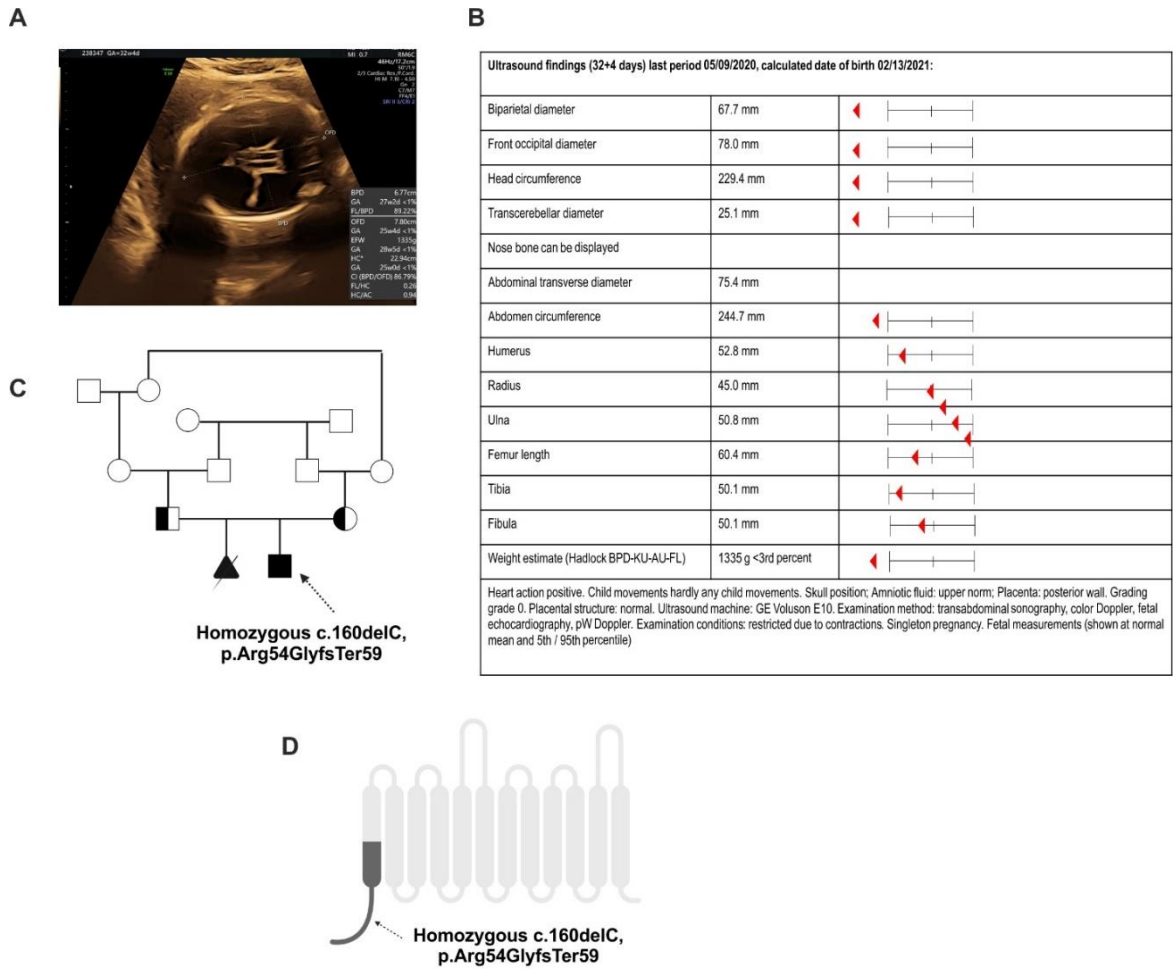 A
238347 GA=32w4d
MI 0.7
RM6C
46Hz/17.2cm
OFD
BPD
BPD 6.77cm
GA 27w2d <1%
FL/BPD 89.22%
OFD 7.80cm
GA 25w4d <1%
EFW 1335g
GA 28w5d <1%
HC* 22.94cm
GA 25w0d <1%
CI (BPD/OFD) 86.79%
FL/HC 0.26
HC/AC 0.94
B
Ultrasound findings (32+4 days) last period 05/09/2020, calculated date of birth 02/13/2021:
Biparietal diameter 67.7 mm
Front occipital diameter 78.0 mm
Head circumference 229.4 mm
Transcerebellar diameter 25.1 mm
Nose bone can be displayed
Abdominal transverse diameter 75.4 mm
Abdomen circumference 244.7 mm
Humerus 52.8 mm
Radius 45.0 mm
Ulna 50.8 mm
Femur length 60.4 mm
Tibia 50.1 mm
Fibula 50.1 mm
Weight estimate (Hadlock BPD-KU-AU-FL) 1335 g <3rd percent
Heart action positive. Child movements hardly any child movements. Skull position; Amniotic fluid: upper norm; Placenta: posterior wall. Grading
grade 0. Placental structure: normal. Ultrasound machine: GE Voluson E10. Examination method: transabdominal sonography, color Doppler, fetal
echocardiography, pW Doppler. Examination conditions: restricted due to contractions. Singleton pregnancy. Fetal measurements (shown at normal
mean and 5th / 95th percentile)
C
Homozygous c.160delC,
p.Arg54GlyfsTer59
D
Homozygous c.160delC,
p.Arg54GlyfsTer59